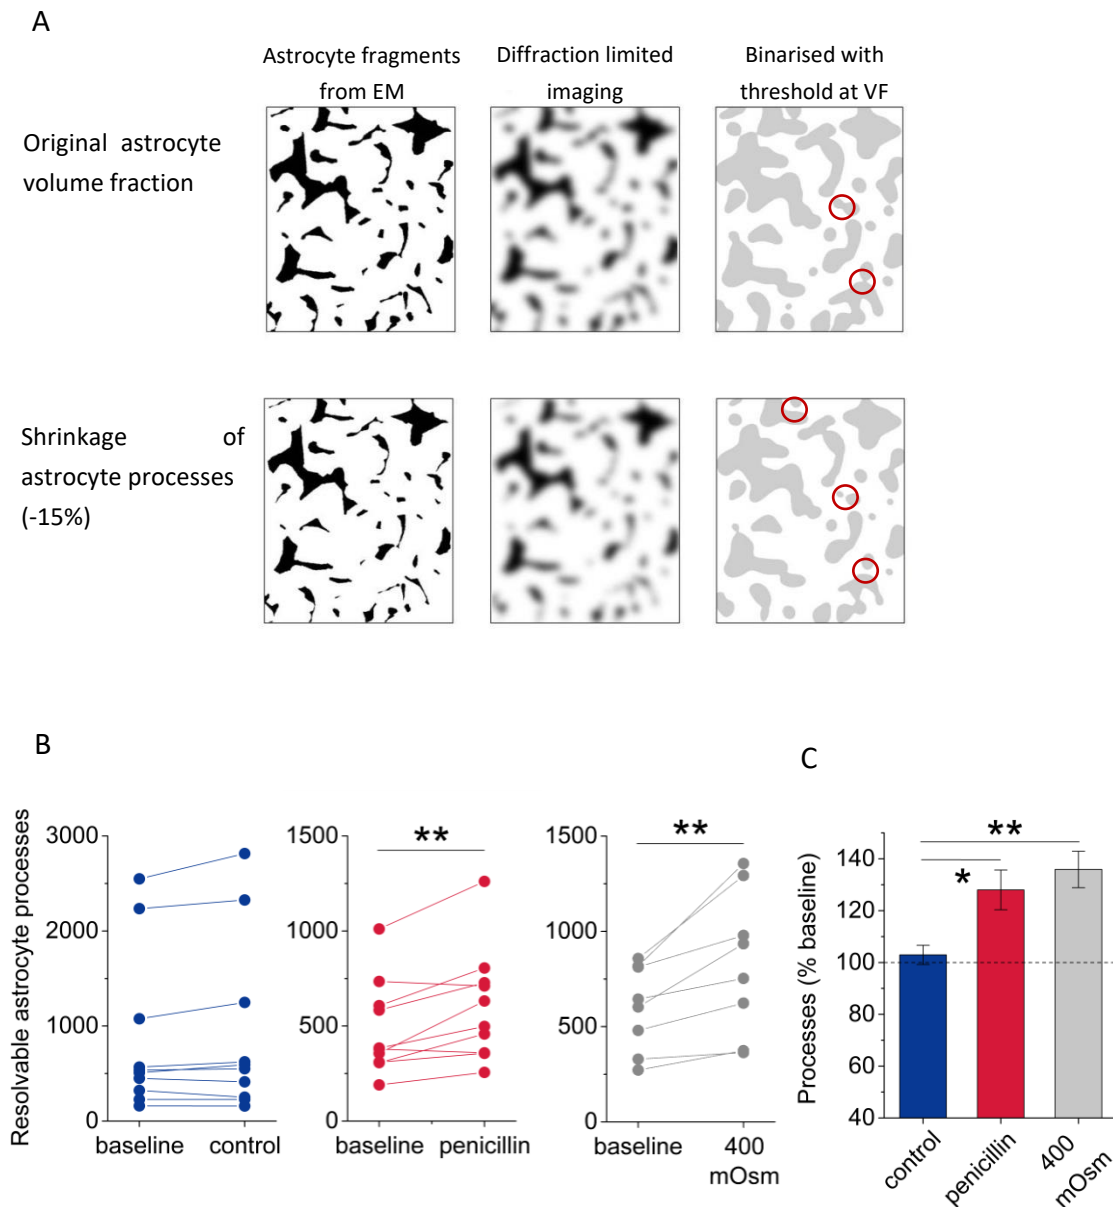 A
Astrocyte fragments
from EM
Diffraction limited
imaging
Binarised with
threshold at VF
Original astrocyte
volume fraction
Shrinkage of
astrocyte processes
(-15%)
B
Resolvable astrocyte processes
3000
2000
1000
0
baseline
control
1500
1000
500
0
**
baseline
penicillin
1500
1000
500
0
**
baseline
400
mOsm
C
Processes (% baseline)
140
120
100
80
60
40
**
*
control
penicillin
400
mOsm